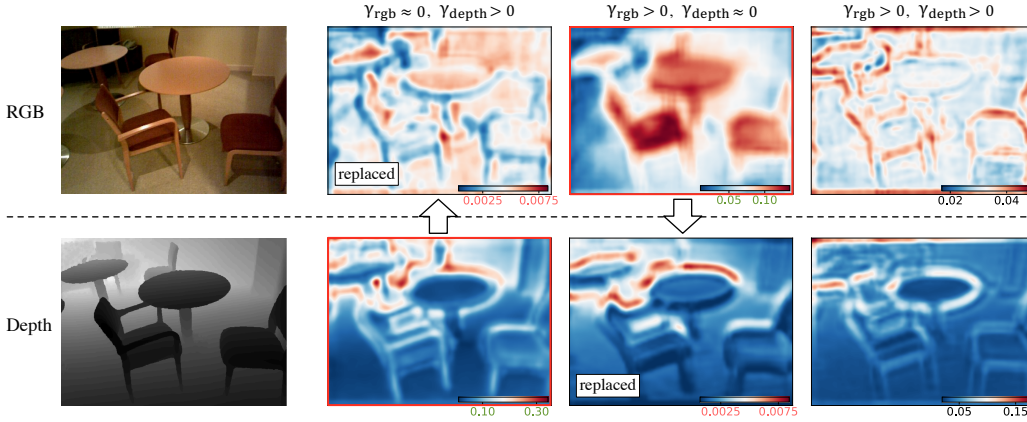 γrgb ≈ 0, γdepth > 0
γrgb > 0, γdepth ≈ 0
γrgb > 0, γdepth > 0
RGB
replaced
0.0025 0.0075
0.05 0.10
0.02 0.04
Depth
replaced
0.10 0.30
0.0025 0.0075
0.05 0.15